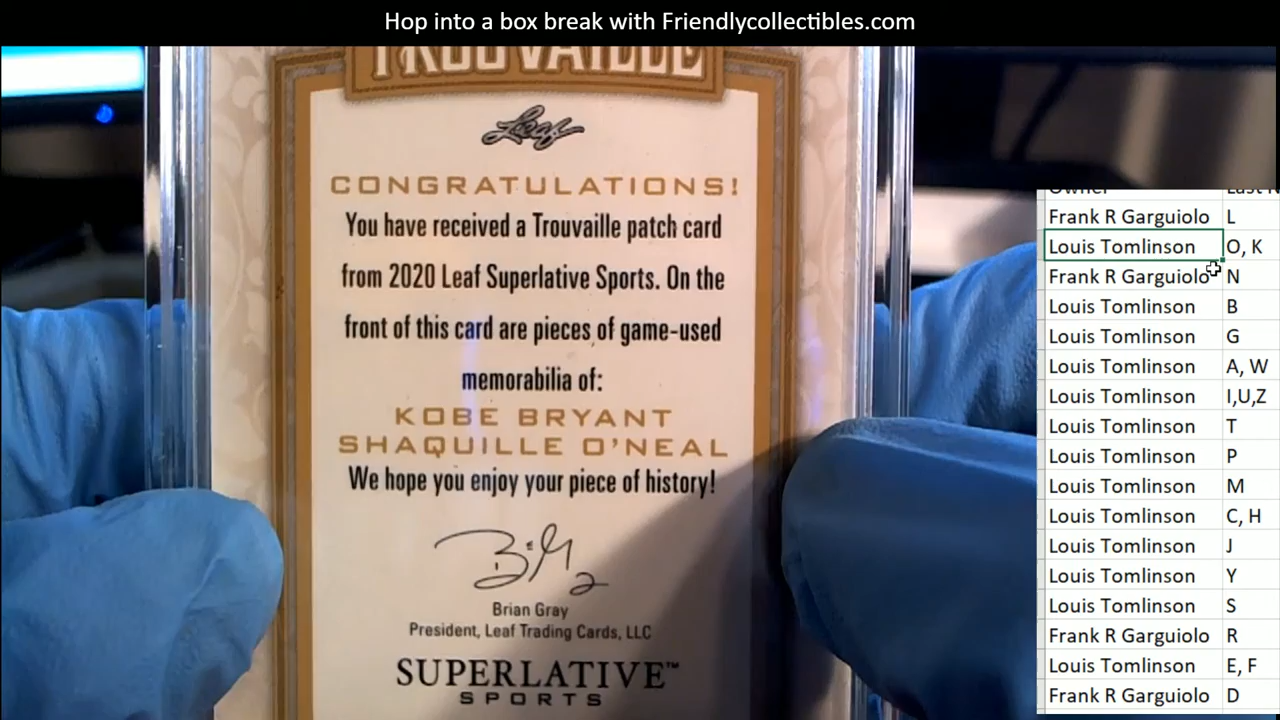 Hop into a box break with Friendlycollectibles.com
TROUVAILLE
Leaf
CONGRATULATIONS!
You have received a Trouvaille patch card
from 2020 Leaf Superlative Sports. On the
front of this card are pieces of game-used
memorabilia of:
KOBE BRYANT
SHAQUILLE O'NEAL
We hope you enjoy your piece of history!
Brian Gray
President, Leaf Trading Cards, LLC
SUPERLATIVE™
SPORTS
Owner Last N
Frank R Garguiolo L
Louis Tomlinson O, K
Frank R Garguiolo N
Louis Tomlinson B
Louis Tomlinson G
Louis Tomlinson A, W
Louis Tomlinson I,U,Z
Louis Tomlinson T
Louis Tomlinson P
Louis Tomlinson M
Louis Tomlinson C, H
Louis Tomlinson J
Louis Tomlinson Y
Louis Tomlinson S
Frank R Garguiolo R
Louis Tomlinson E, F
Frank R Garguiolo D